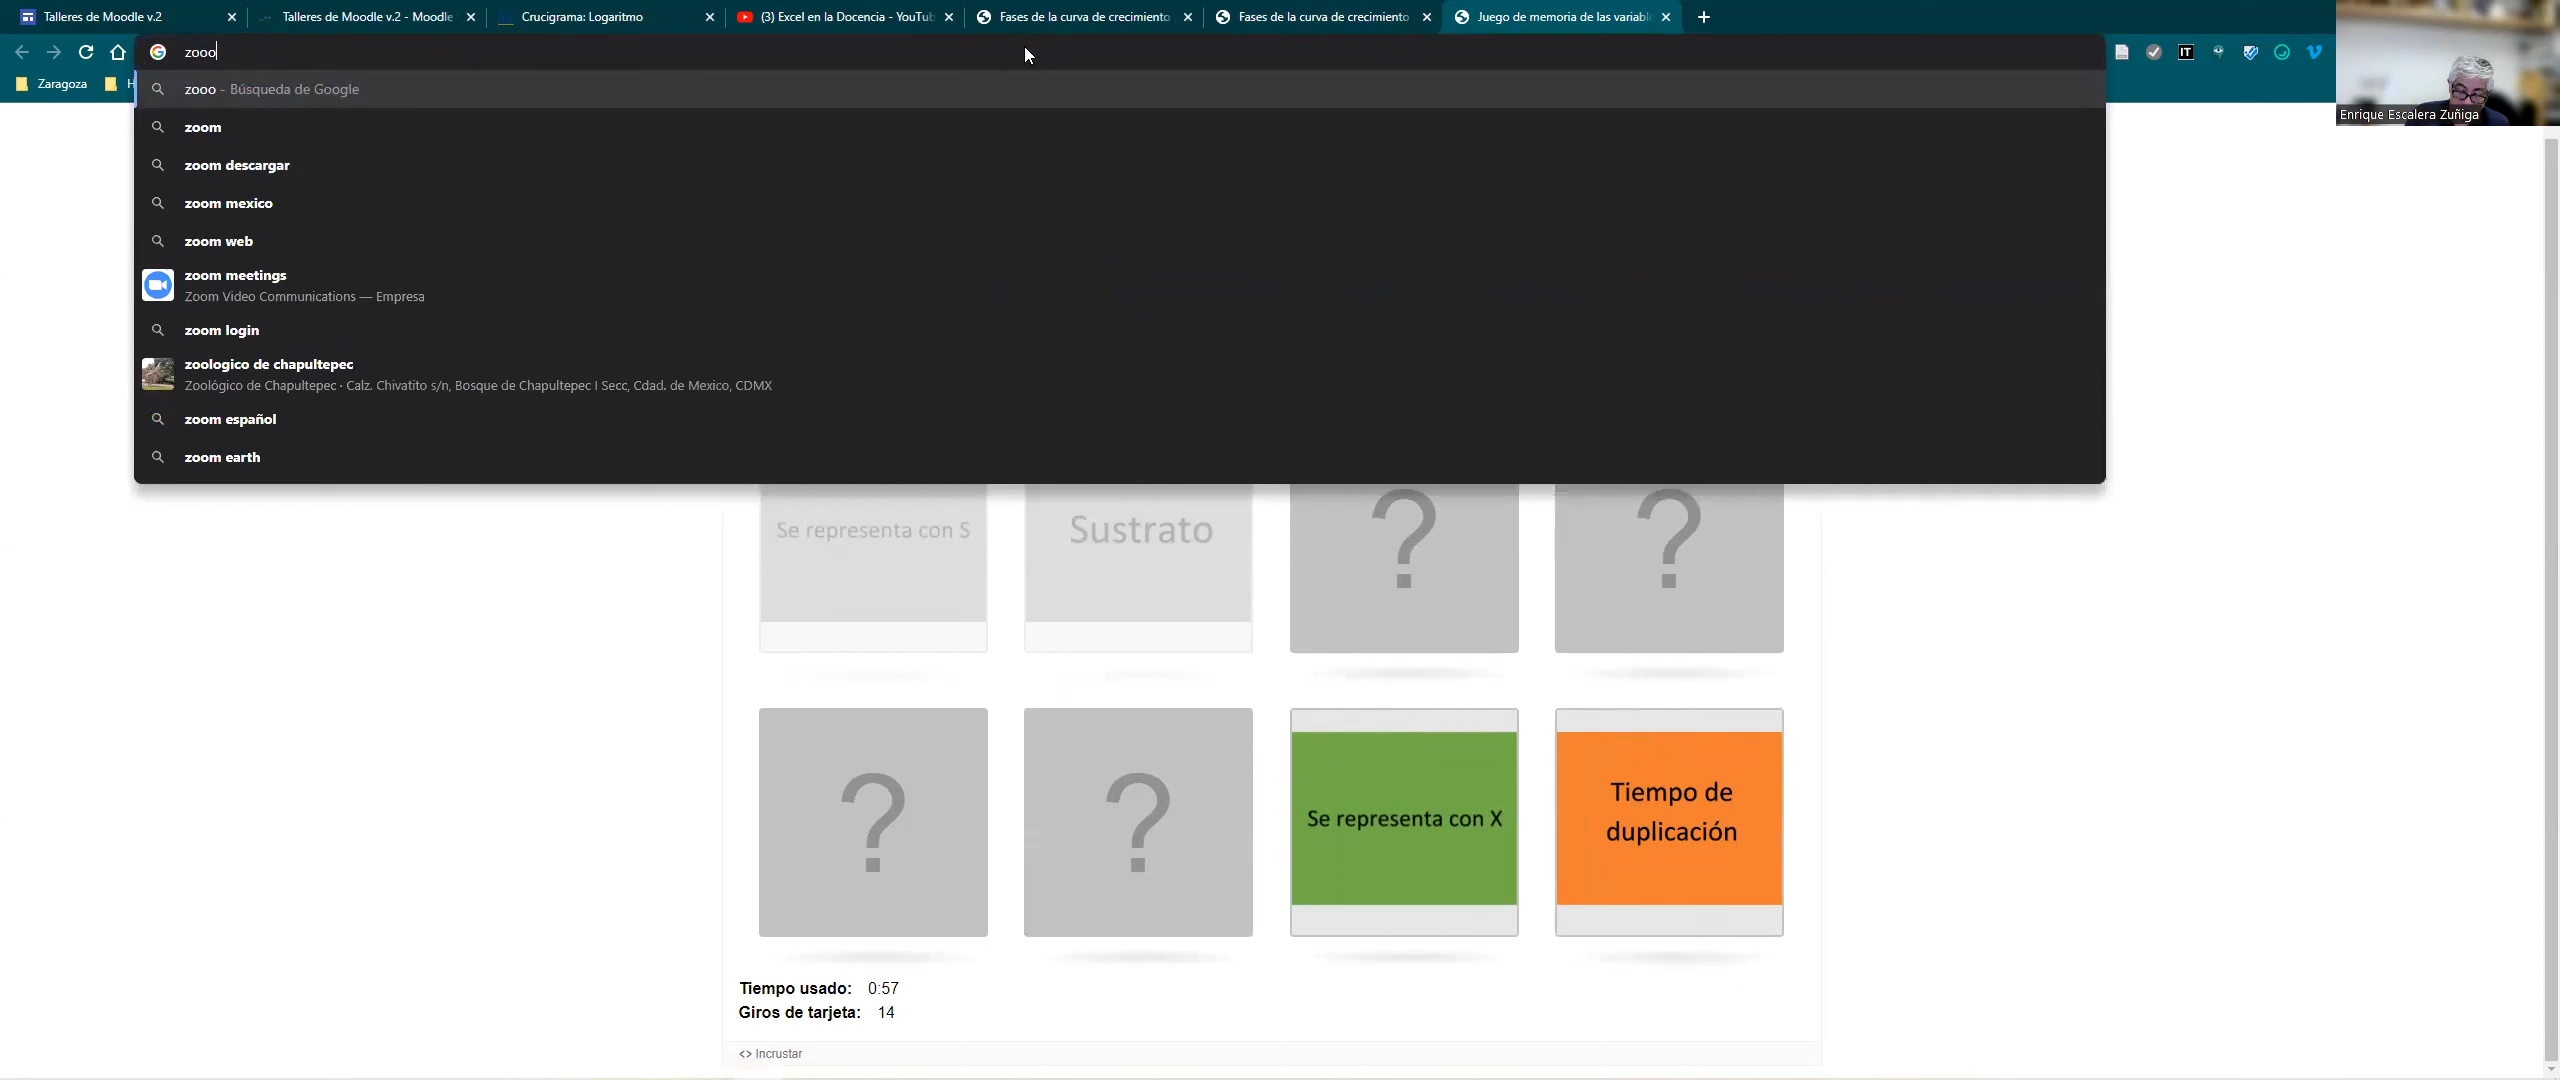 Talleres de Moodle v.2
Talleres de Moodle v.2 - Moodle
Crucigrama: Logaritmo
(3) Excel en la Docencia - YouTub
Fases de la curva de crecimiento
Fases de la curva de crecimiento
Juego de memoria de las variabl
zooo
IT
Zaragoza
H
Enrique Escalera Zuñiga
zooo - Búsqueda de Google
zoom
zoom descargar
zoom mexico
zoom web
zoom meetings
Zoom Video Communications — Empresa
zoom login
zoologico de chapultepec
Zoológico de Chapultepec · Calz. Chivatito s/n, Bosque de Chapultepec I Secc, Cdad. de Mexico, CDMX
zoom español
zoom earth
Se representa con S
Sustrato
?
?
?
?
Se representa con X
Tiempo de
duplicación
Tiempo usado: 0:57
Giros de tarjeta: 14
<> Incrustar